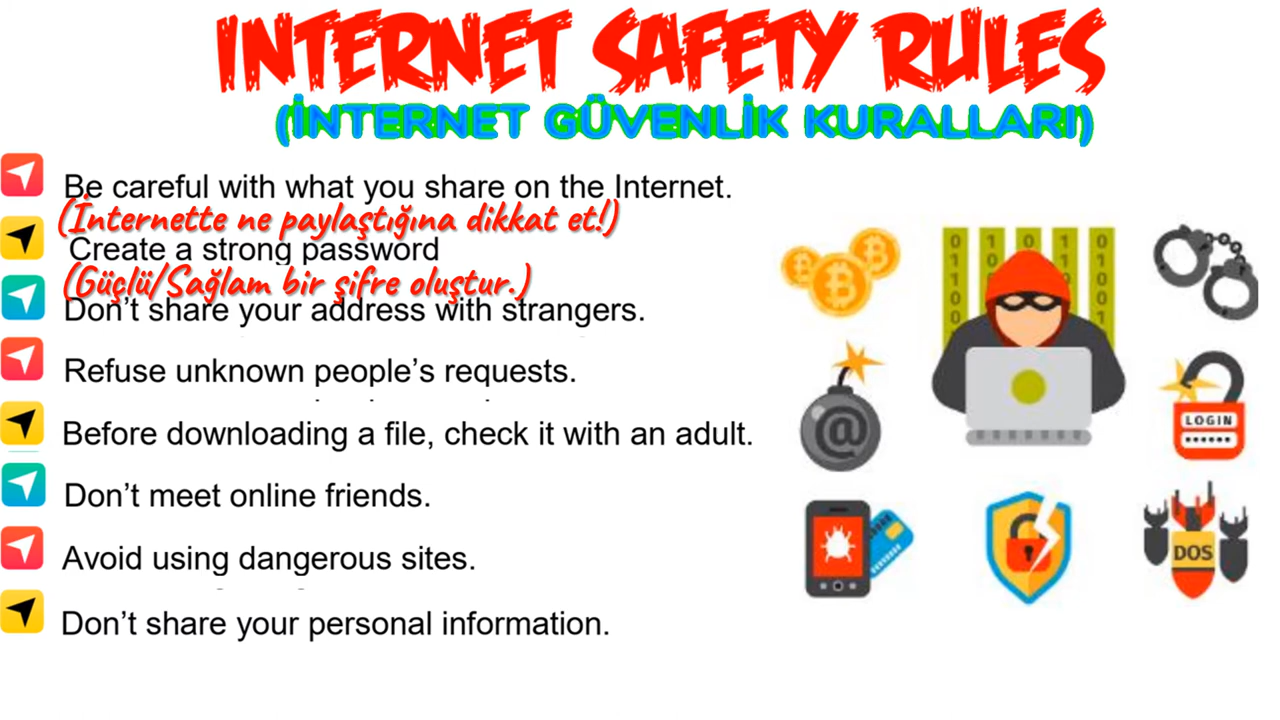 INTERNET SAFETY RULES
(İNTERNET GÜVENLİK KURALLARI)
Be careful with what you share on the Internet.
(İnternette ne paylaştığına dikkat et!)
Create a strong password
(Güçlü/Sağlam bir şifre oluştur.)
Don't share your address with strangers.
Refuse unknown people's requests.
Before downloading a file, check it with an adult.
Don't meet online friends.
Avoid using dangerous sites.
Don't share your personal information.
@
LOGIN
DOS